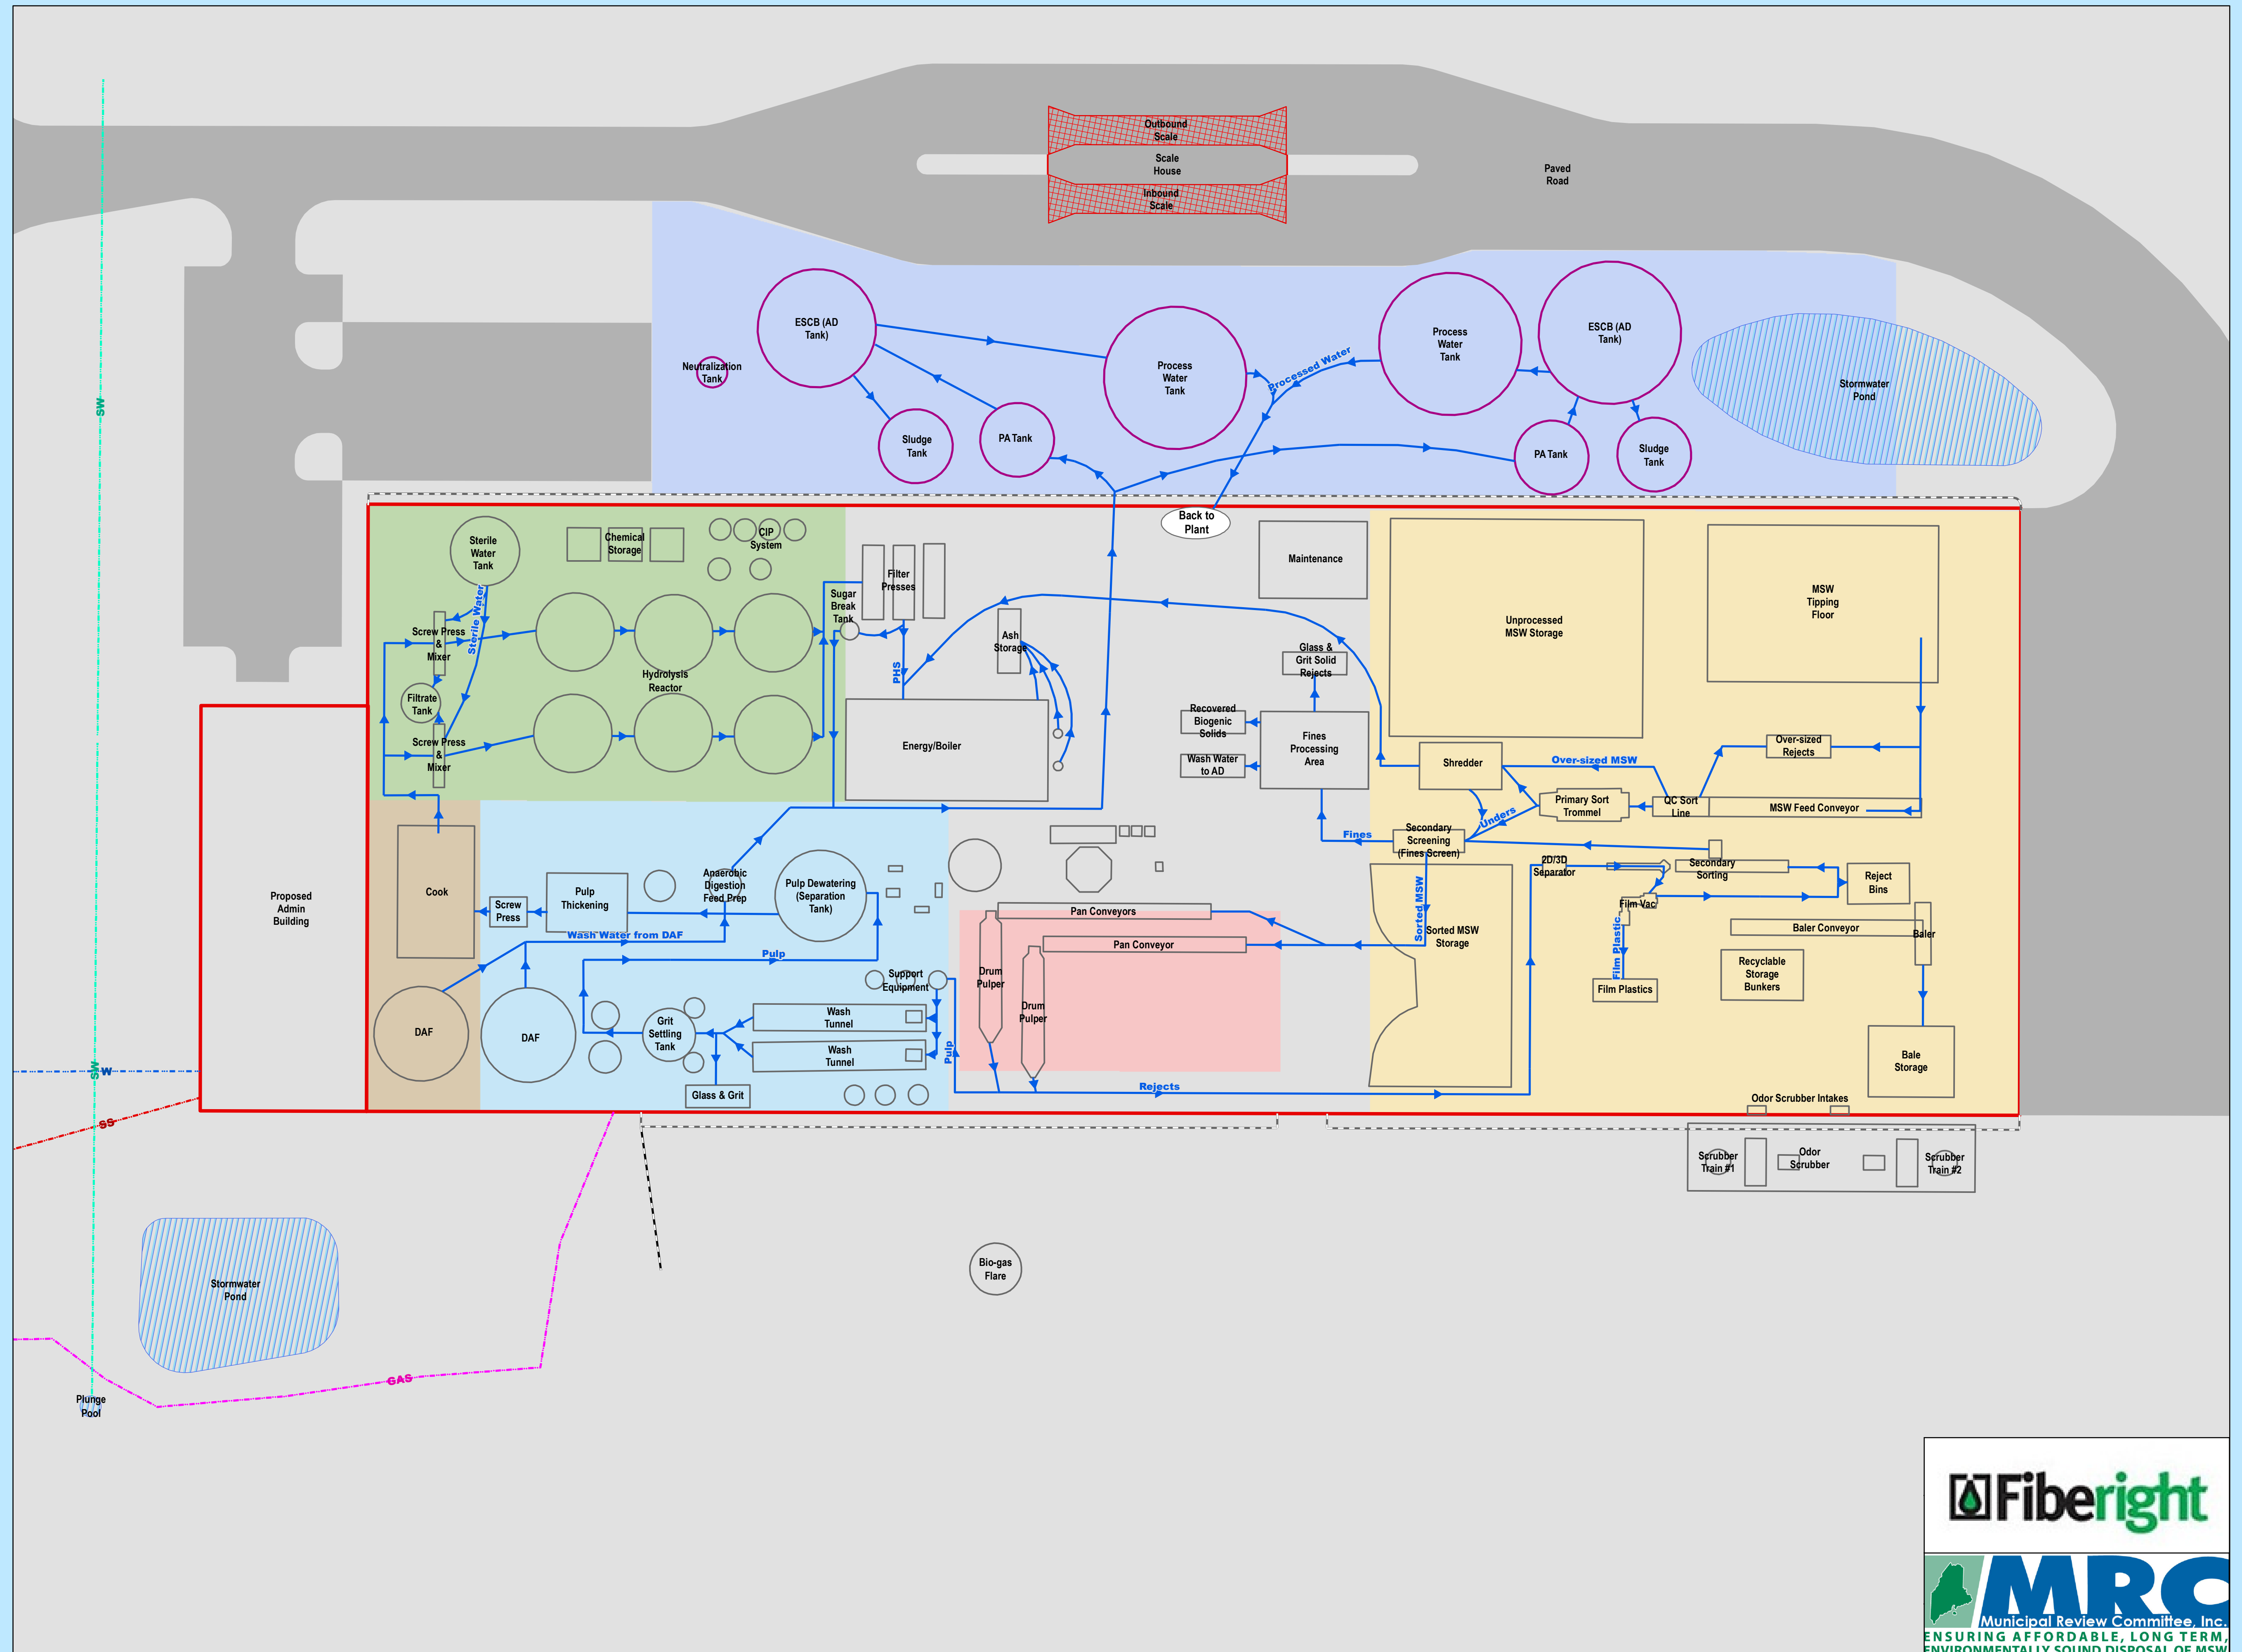 Outbound
Scale
Scale
House
Inbound
Scale
Paved
Road
SW
ESCB (AD
Tank)
Neutralization
Tank
Process
Water
Tank
Processed Water
Process
Water
Tank
ESCB (AD
Tank)
Stormwater
Pond
Sludge
Tank
PA Tank
PA Tank
Sludge
Tank
Back to
Plant
Sterile
Water
Tank
Chemical
Storage
CIP
System
Filter
Presses
Sugar
Break
Tank
Maintenance
Unprocessed
MSW Storage
MSW
Tipping
Floor
Sterile Water
Screw Press
&
Mixer
Hydrolysis
Reactor
PHS
Ash
Storage
Glass &
Grit Solid
Rejects
Filtrate
Tank
Screw Press
&
Mixer
Energy/Boiler
Recovered
Biogenic
Solids
Fines
Processing
Area
Wash Water
to AD
Shredder
Over-sized MSW
Over-sized
Rejects
Primary Sort
Trommel
QC Sort
Line
MSW Feed Conveyor
Unders
Fines
Secondary
Screening
(Fines Screen)
2D/3D
Separator
Secondary
Sorting
Reject
Bins
Proposed
Admin
Building
Cook
Screw
Press
Pulp
Thickening
Anaerobic
Digestion
Feed Prep
Pulp Dewatering
(Separation
Tank)
Wash Water from DAF
Pulp
Pan Conveyors
Pan Conveyor
Sorted MSW
Sorted MSW
Storage
Film Vac
Film Plastic
Film Plastics
Baler Conveyor
Baler
Recyclable
Storage
Bunkers
Support
Equipment
Drum
Pulper
Drum
Pulper
DAF
DAF
Grit
Settling
Tank
Wash
Tunnel
Wash
Tunnel
Pulp
Glass & Grit
Rejects
Bale
Storage
Odor Scrubber Intakes
SW
W
SS
Scrubber
Train #1
Odor
Scrubber
Scrubber
Train #2
Stormwater
Pond
Bio-gas
Flare
GAS
Plunge
Pool
Fiberight
MRC
Municipal Review Committee, Inc.
ENSURING AFFORDABLE, LONG TERM,
ENVIRONMENTALLY SOUND DISPOSAL OF MSW